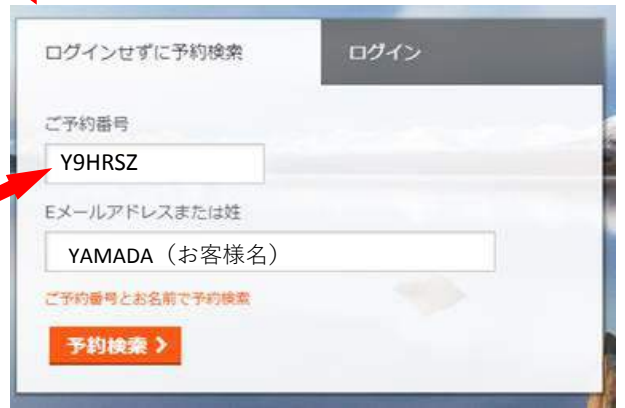 ログインせずに予約検索
ログイン
ご予約番号
Y9HRSZ
Eメールアドレスまたは姓
YAMADA（お客様名）
ご予約番号とお名前で予約検索
予約検索 >